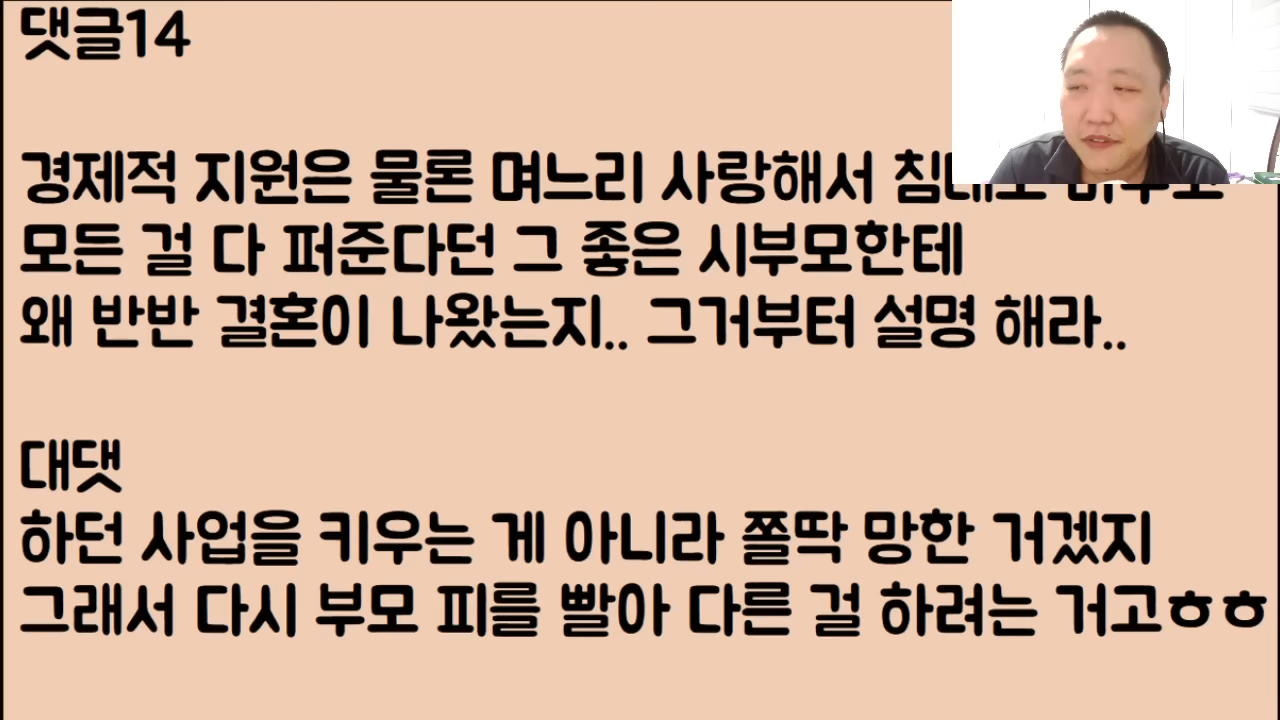 댓글14
경제적 지원은 물론 며느리 사랑해서
모든 걸 다 퍼준다던 그 좋은 시부모한테
왜 반반 결혼이 나왔는지.. 그거부터 설명 해라..
대댓
하던 사업을 키우는 게 아니라 쫄딱 망한 거겠지
그래서 다시 부모 피를 빨아 다른 걸 하려는 거고ㅎㅎ